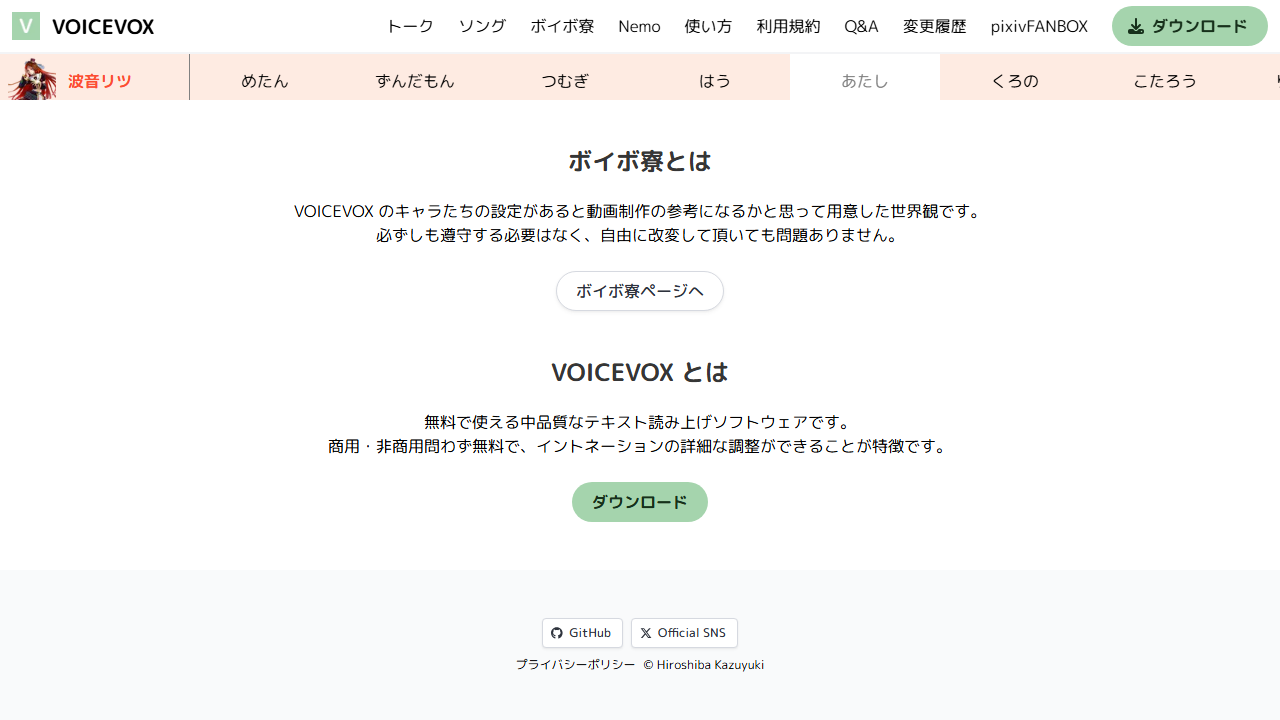 V VOICEVOX トーク ソング ボイボ寮 Nemo 使い方 利用規約 Q&A 変更履歴 pixivFANBOX ダウンロード
波音リツ めたん ずんだもん つむぎ はう あたし くろの こたろう
ボイボ寮とは
VOICEVOX のキャラたちの設定があると動画制作の参考になるかと思って用意した世界観です。
必ずしも遵守する必要はなく、自由に改変して頂いても問題ありません。
ボイボ寮ページへ
VOICEVOX とは
無料で使える中品質なテキスト読み上げソフトウェアです。
商用・非商用問わず無料で、イントネーションの詳細な調整ができることが特徴です。
ダウンロード
GitHub Official SNS
プライバシーポリシー © Hiroshiba Kazuyuki